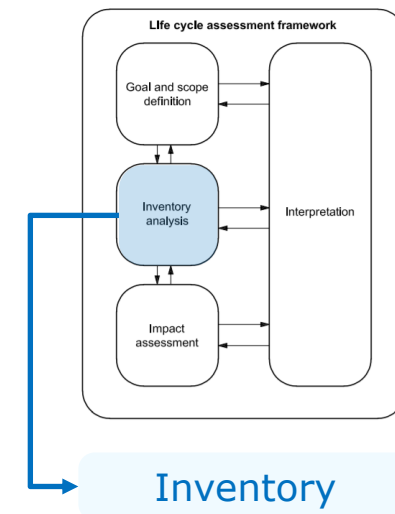 LIfe cycle assessment framework
Goal and scope
definition
Inventory
analysis
Interpretation
Impact
assessment
Inventory